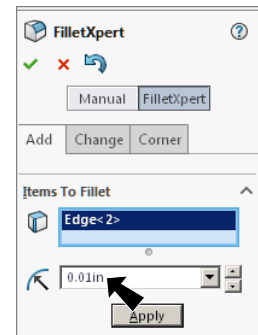 FilletXpert
Manual FilletXpert
Add Change Corner
Items To Fillet
Edge<2>
0.01in
Apply